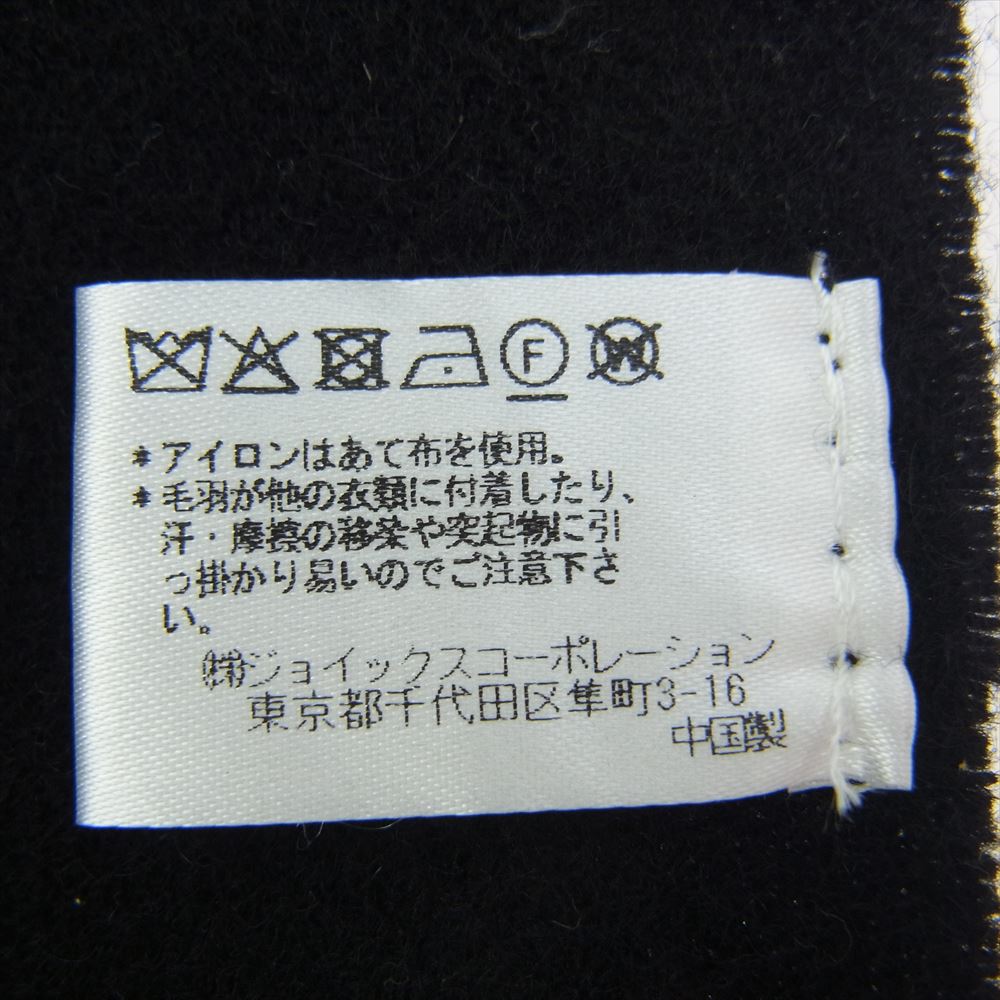 F W
*アイロンはあて布を使用。
*毛羽が他の衣類に付着したり、
汗・摩擦の移染や突起物に引
っ掛かり易いのでご注意下さ
い。
㈱ジョイックスコーポレーション
東京都千代田区隼町3-16
中国製